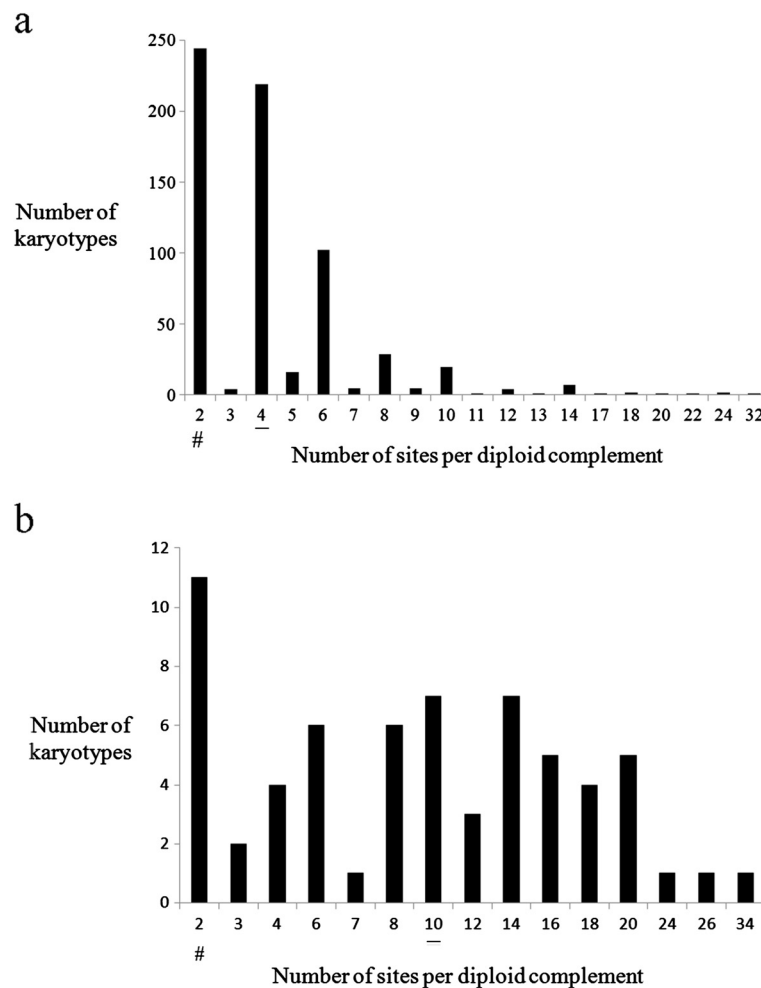 a
250
200
150
100
50
0
Number of
karyotypes
2 3 4 5 6 7 8 9 10 11 12 13 14 17 18 20 22 24 32
#
Number of sites per diploid complement
b
12
10
8
6
4
2
0
Number of
karyotypes
2 3 4 6 7 8 10 12 14 16 18 20 24 26 34
#
Number of sites per diploid complement